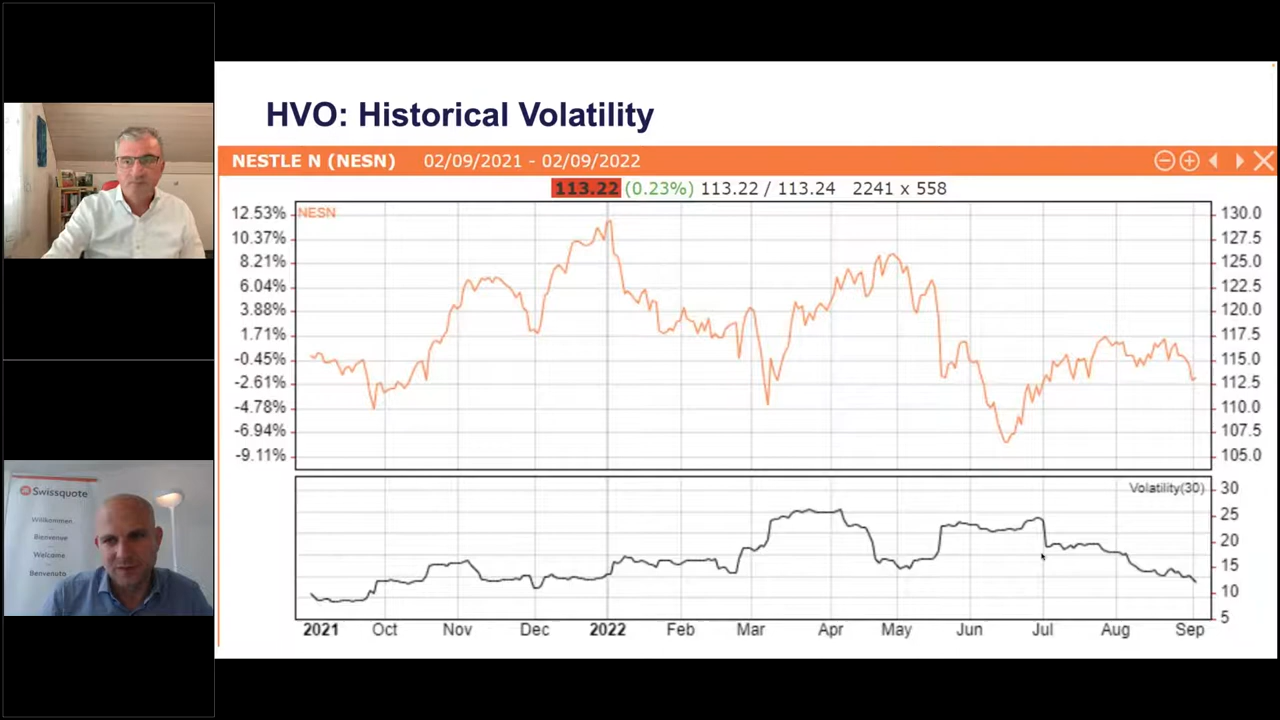 HVO: Historical Volatility
NESTLE N (NESN) 02/09/2021 - 02/09/2022
113.22 (0.23%) 113.22 / 113.24 2241 x 558
NESN
12.53% 130.0
10.37% 127.5
8.21% 125.0
6.04% 122.5
3.88% 120.0
1.71% 117.5
-0.45% 115.0
-2.61% 112.5
-4.78% 110.0
-6.94% 107.5
-9.11% 105.0
Volatility(30)
30
25
20
15
10
5
2021 Oct Nov Dec 2022 Feb Mar Apr May Jun Jul Aug Sep
Swissquote
Willkommen
Bienvenue
Welcome
Benvenuto